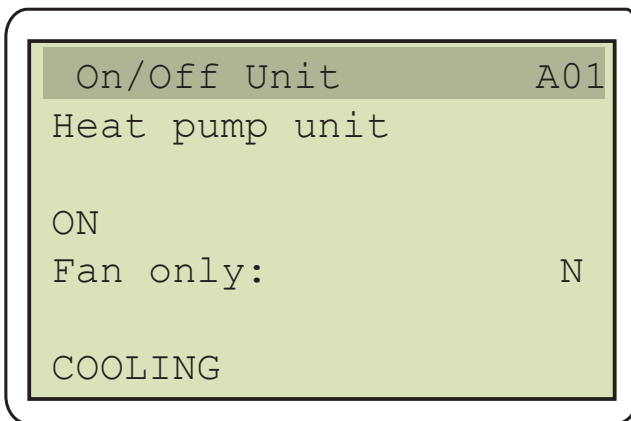 On/Off Unit A01
Heat pump unit
ON
Fan only: N
COOLING